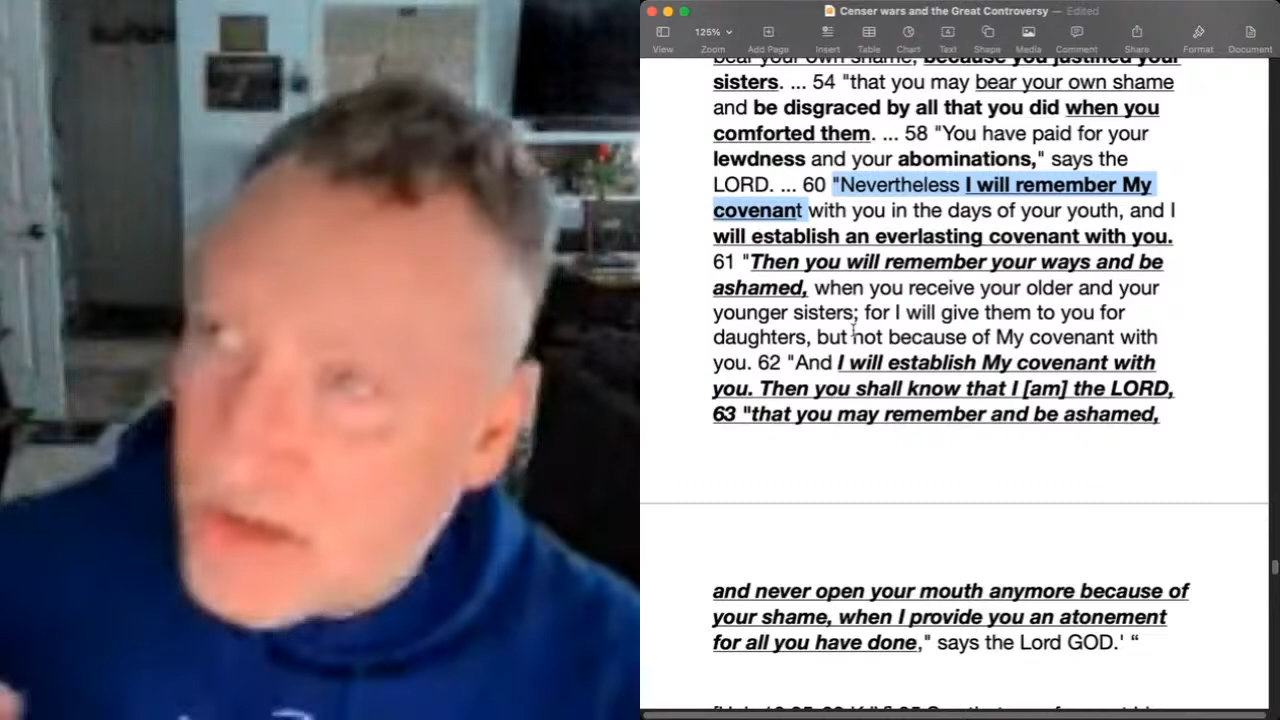 Censer wars and the Great Controversy — Edited
125%
View Zoom Add Page Insert Table Chart Text Shape Media Comment Share Format Document
bear your own shame, because you justified your
sisters. ... 54 "that you may bear your own shame
and be disgraced by all that you did when you
comforted them. ... 58 "You have paid for your
lewdness and your abominations," says the
LORD. ... 60 "Nevertheless I will remember My
covenant with you in the days of your youth, and I
will establish an everlasting covenant with you.
61 "Then you will remember your ways and be
ashamed, when you receive your older and your
younger sisters; for I will give them to you for
daughters, but not because of My covenant with
you. 62 "And I will establish My covenant with
you. Then you shall know that I [am] the LORD,
63 "that you may remember and be ashamed,
and never open your mouth anymore because of
your shame, when I provide you an atonement
for all you have done," says the Lord GOD.' “